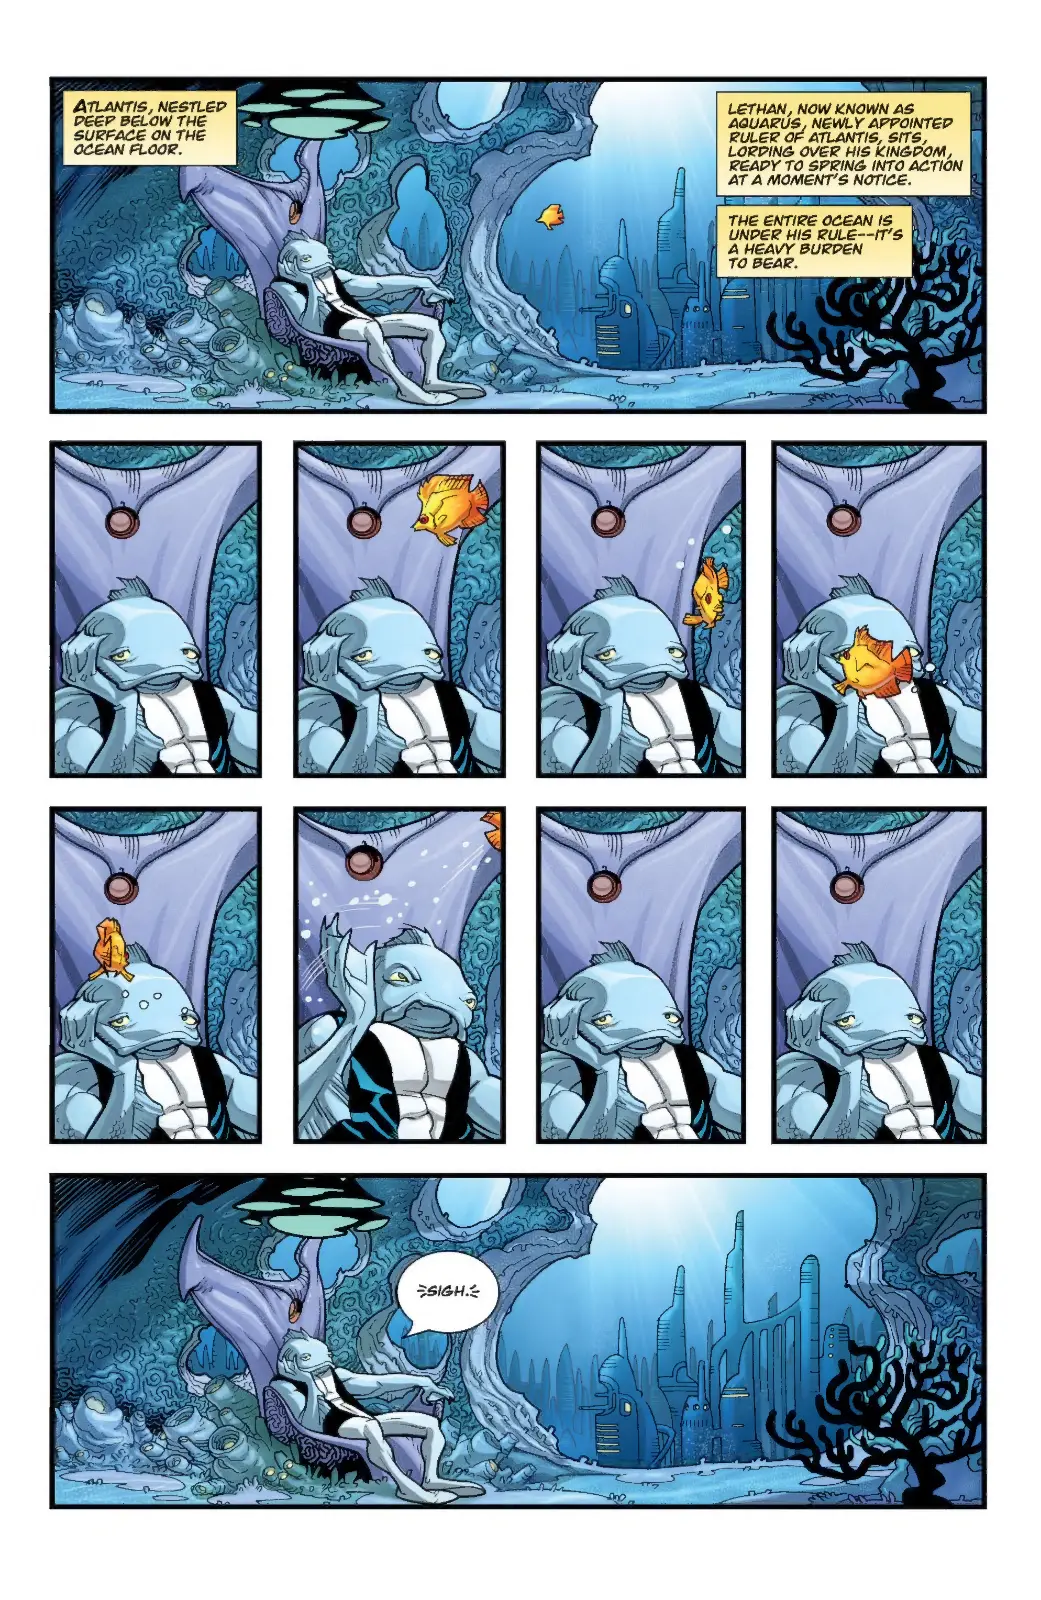 ATLANTIS, NESTLED
DEEP BELOW THE
SURFACE ON THE
OCEAN FLOOR.
LETHAN, NOW KNOWN AS
AQUARUS, NEWLY APPOINTED
RULER OF ATLANTIS, SITS,
LORDING OVER HIS KINGDOM,
READY TO SPRING INTO ACTION
AT A MOMENT'S NOTICE.
THE ENTIRE OCEAN IS
UNDER HIS RULE--IT'S
A HEAVY BURDEN
TO BEAR.
SIGH.